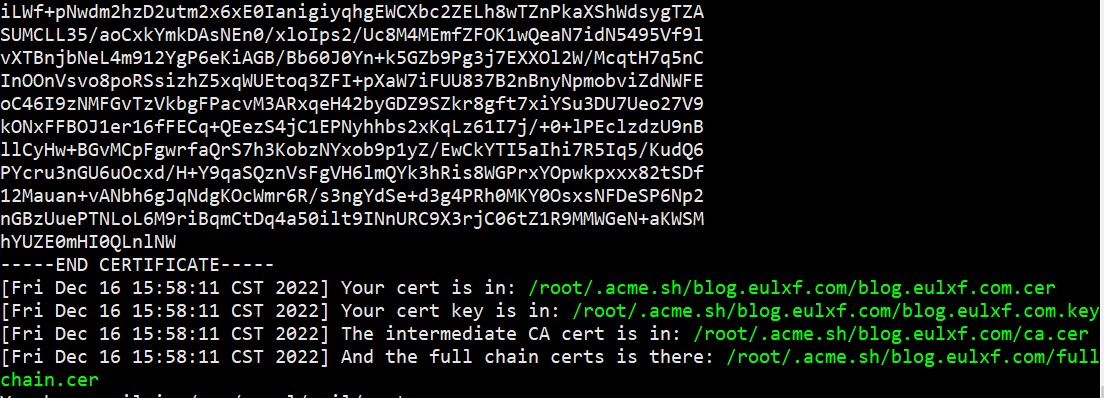 iLWf+pNwdm2hzD2utm2x6xE0IanigiyqhgEWCXbc2ZELh8wTZnPkaXShWdsygTZA
SUMCLL35/aoCxkYmkDAsNEn0/xloIps2/Uc8M4MEmfZFOK1wQeaN7idN5495Vf9l
vXTBnjbNeL4m912YgP6eKiAGB/Bb60J0Yn+k5GZb9Pg3j7EXXOl2W/McqtH7q5nC
InOOnVsvo8poRSsizhZ5xqWUEtoq3ZFI+pXaW7iFUU837B2nBnyNpmobviZdNWFE
oC46I9zNMFGvTzVkbgFPacvM3ARxqeH42byGDZ9SZkr8gft7xiYSu3DU7Ueo27V9
kONxFFBOJ1er16fFECq+QEezS4jC1EPNyhhbs2xKqLz61I7j/+0+lPEclzdzU9nB
llCyHw+BGvMCpFgwrfaQrS7h3KobzNYxob9p1yZ/EwCkYTI5aIhi7R5Iq5/KudQ6
PYcru3nGU6uOcxd/H+Y9qaSQznVsFgVH6lmQYk3hRis8WGPrxYOpwkpxxx82tSDf
12Mauan+vANbh6gJqNdgKOcWmr6R/s3ngYdSe+d3g4PRh0MKY0OsxsNFDeSP6Np2
nGBzUuePTNLoL6M9riBqmCtDq4a50ilt9INnURC9X3rjC06tZ1R9MMWGeN+aKWSM
hYUZE0mHI0QLnlNW
-----END CERTIFICATE-----
[Fri Dec 16 15:58:11 CST 2022] Your cert is in: /root/.acme.sh/blog.eulxf.com/blog.eulxf.com.cer
[Fri Dec 16 15:58:11 CST 2022] Your cert key is in: /root/.acme.sh/blog.eulxf.com/blog.eulxf.com.key
[Fri Dec 16 15:58:11 CST 2022] The intermediate CA cert is in: /root/.acme.sh/blog.eulxf.com/ca.cer
[Fri Dec 16 15:58:11 CST 2022] And the full chain certs is there: /root/.acme.sh/blog.eulxf.com/full
chain.cer